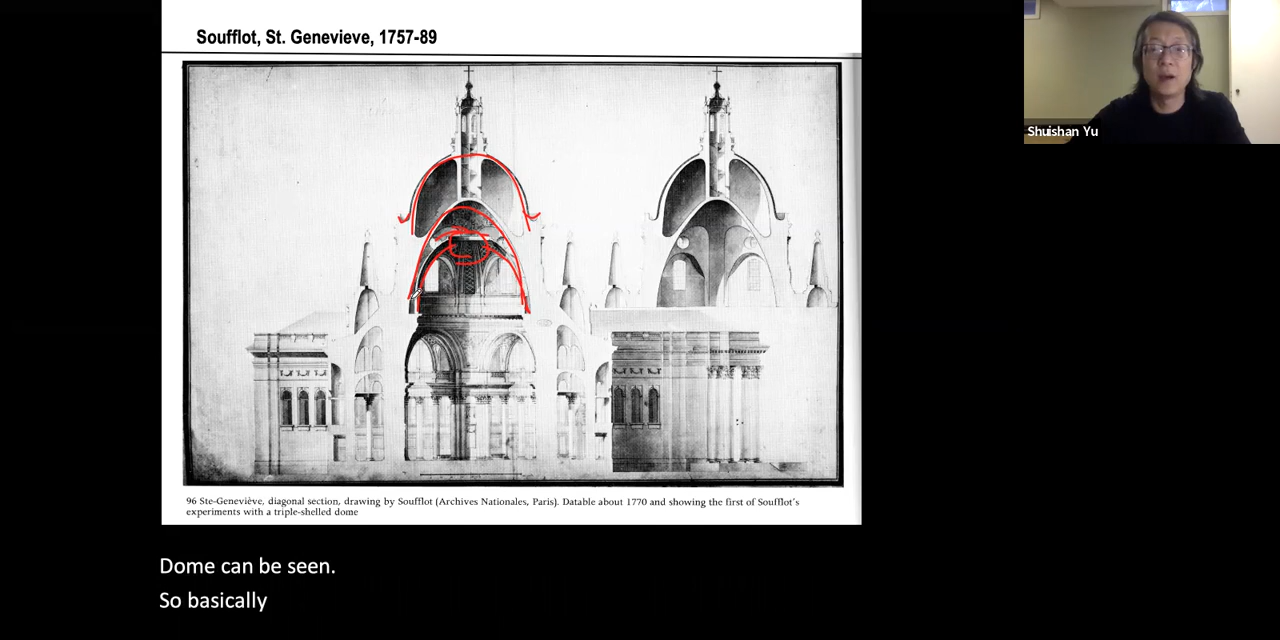 Soufflot, St. Genevieve, 1757-89
Shuishan Yu
96 Ste-Geneviève, diagonal section, drawing by Soufflot (Archives Nationales, Paris). Datable about 1770 and showing the first of Soufflot's
experiments with a triple-shelled dome
Dome can be seen.
So basically